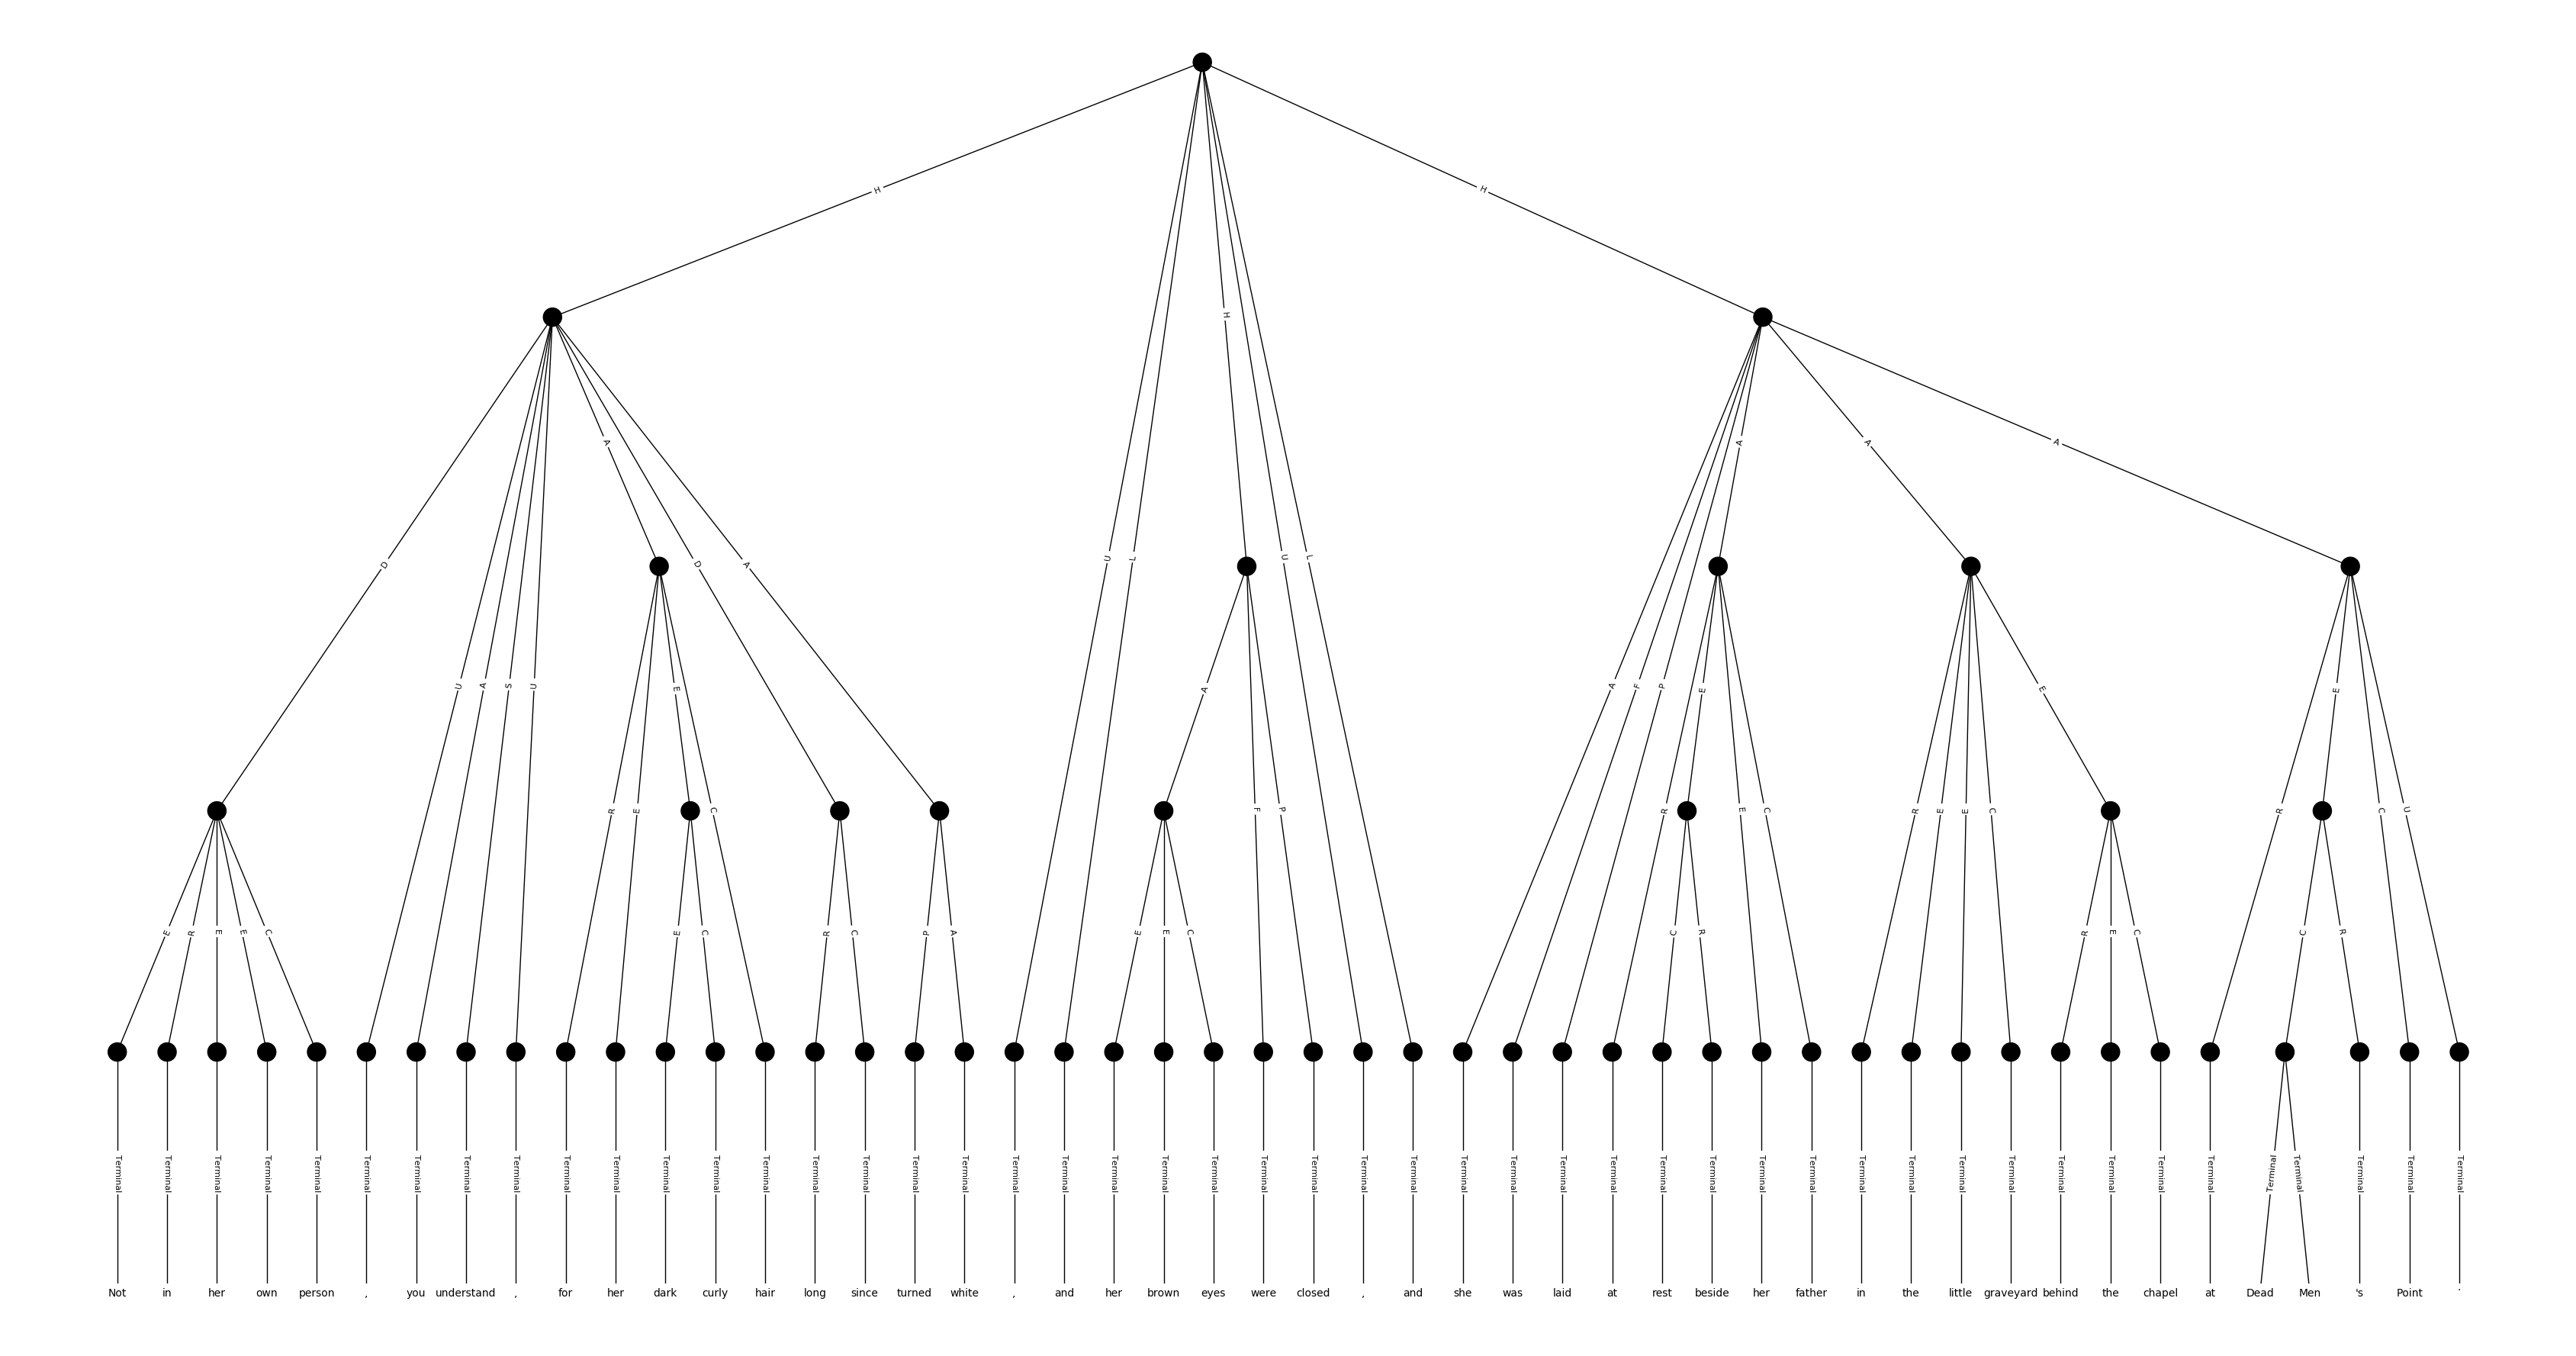 H H
H
A A A A
D D A U L U L
U A S U E A A F P E E E
R E C F P R E C R E E C R C U
E R E E C E C R C P A E E C C R R E C C R
Terminal Terminal Terminal Terminal Terminal Terminal Terminal Terminal Terminal Terminal Terminal Terminal Terminal Terminal Terminal Terminal Terminal Terminal Terminal Terminal Terminal Terminal Terminal Terminal Terminal Terminal Terminal Terminal Terminal Terminal Terminal Terminal Terminal Terminal Terminal Terminal Terminal Terminal Terminal Terminal Terminal Terminal Terminal Terminal Terminal Terminal Terminal Terminal
Not in her own person , you understand , for her dark curly hair long since turned white , and her brown eyes were closed , and she was laid at rest beside her father in the little graveyard behind the chapel at Dead Men 's Point